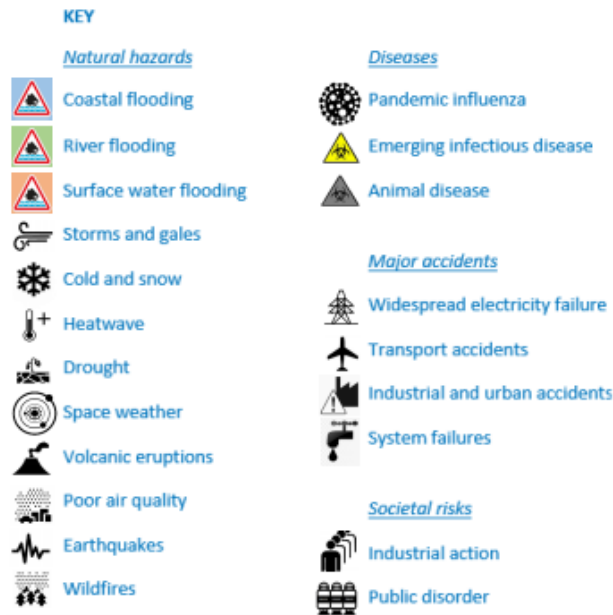 KEY
Natural hazards
Coastal flooding
River flooding
Surface water flooding
Storms and gales
Cold and snow
Heatwave
Drought
Space weather
Volcanic eruptions
Poor air quality
Earthquakes
Wildfires
Diseases
Pandemic influenza
Emerging infectious disease
Animal disease
Major accidents
Widespread electricity failure
Transport accidents
Industrial and urban accidents
System failures
Societal risks
Industrial action
Public disorder